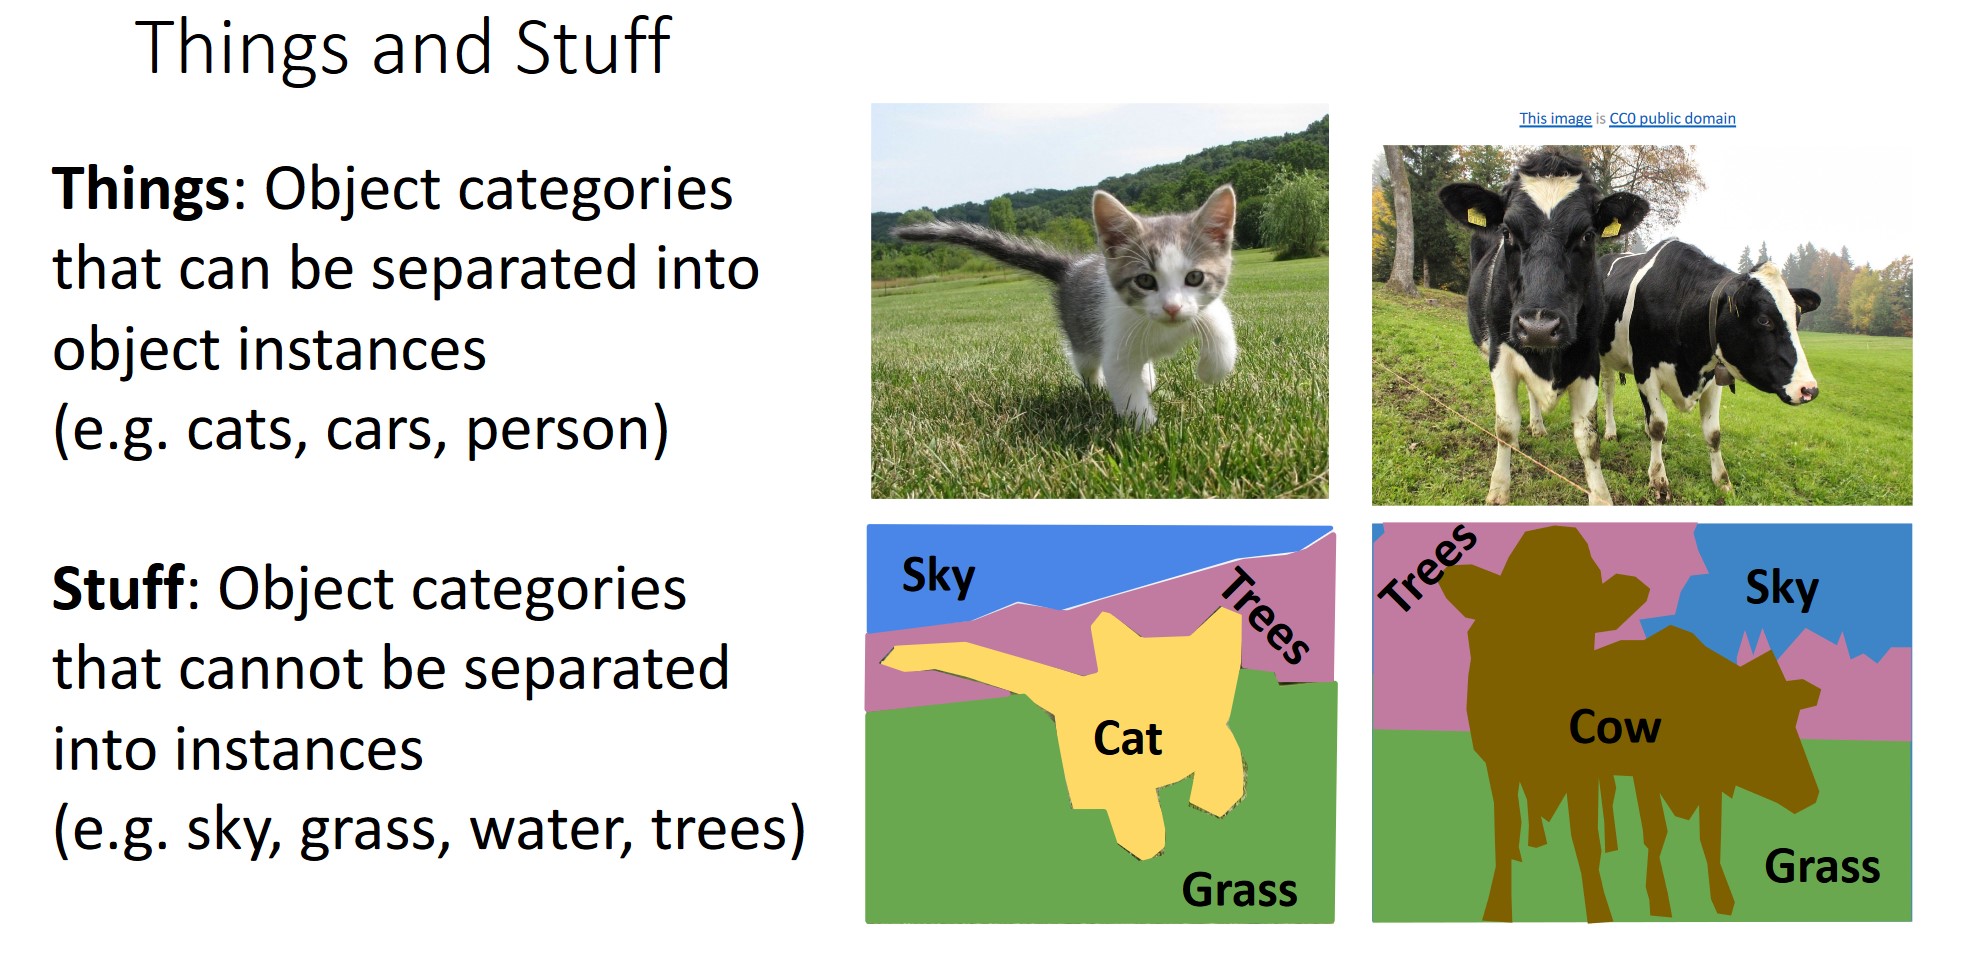 Things and Stuff
Things: Object categories
that can be separated into
object instances
(e.g. cats, cars, person)
Stuff: Object categories
that cannot be separated
into instances
(e.g. sky, grass, water, trees)
This image is CC0 public domain
Sky
Trees
Cat
Grass
Trees
Sky
Cow
Grass